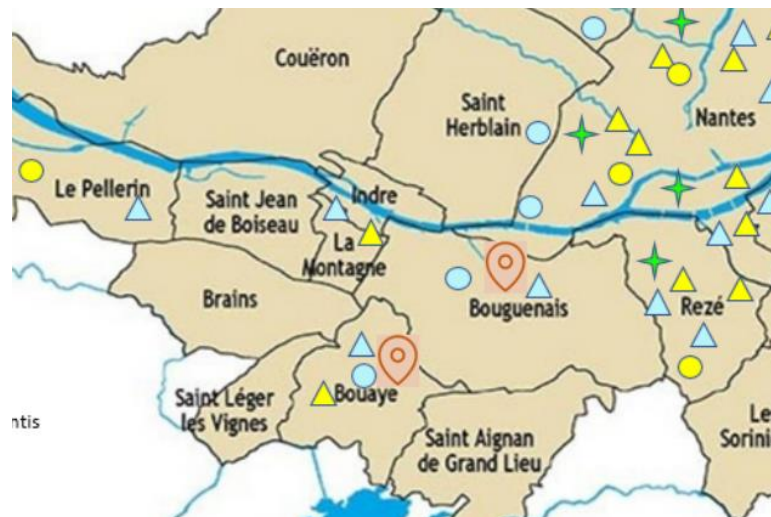 Couëron
Saint
Herblain
Nantes
Le Pellerin
Saint Jean
de Boiseau
Indre
La
Montagne
Brains
Bouguenais
Rezé
Saint Léger
les Vignes
Bouaye
Saint Aignan
de Grand Lieu
Le
Sorini
ntis